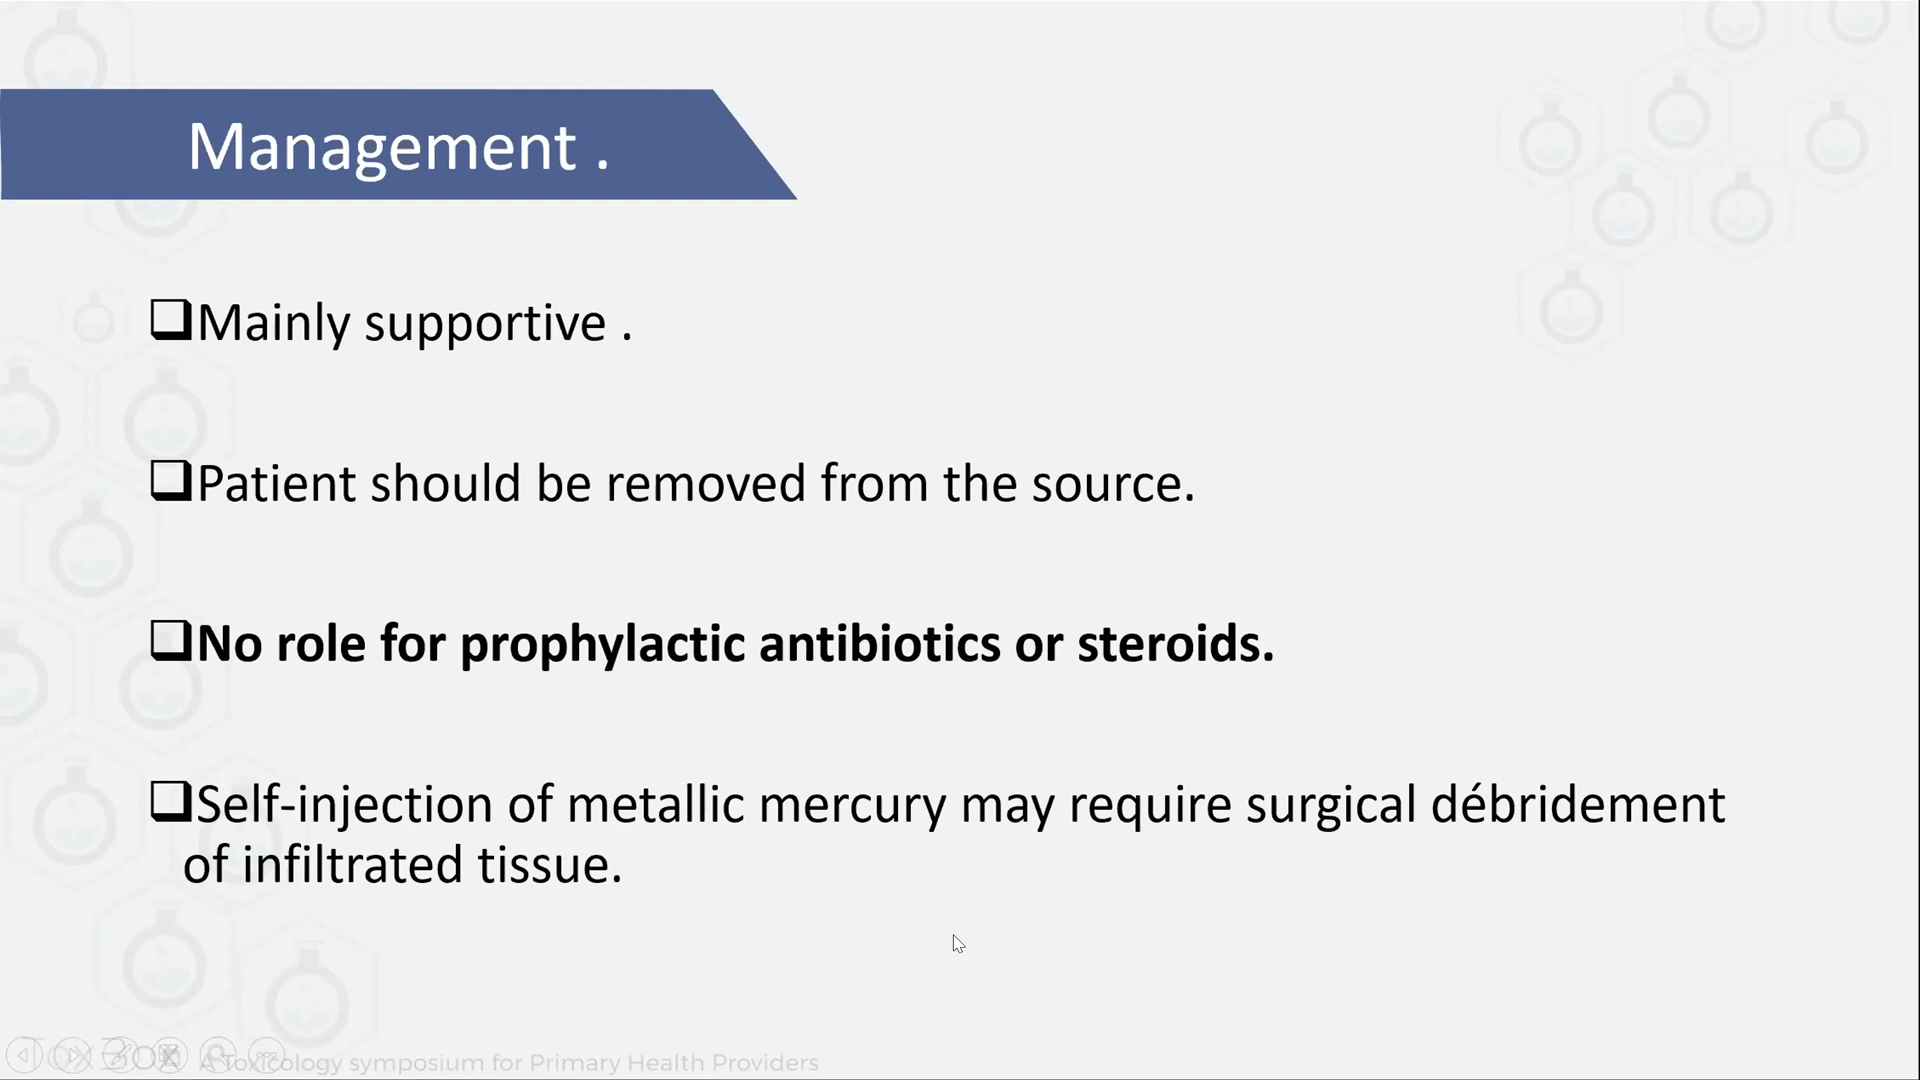 Management .
❑Mainly supportive .
❑Patient should be removed from the source.
❑No role for prophylactic antibiotics or steroids.
❑Self-injection of metallic mercury may require surgical débridement
of infiltrated tissue.
A Toxicology symposium for Primary Health Providers